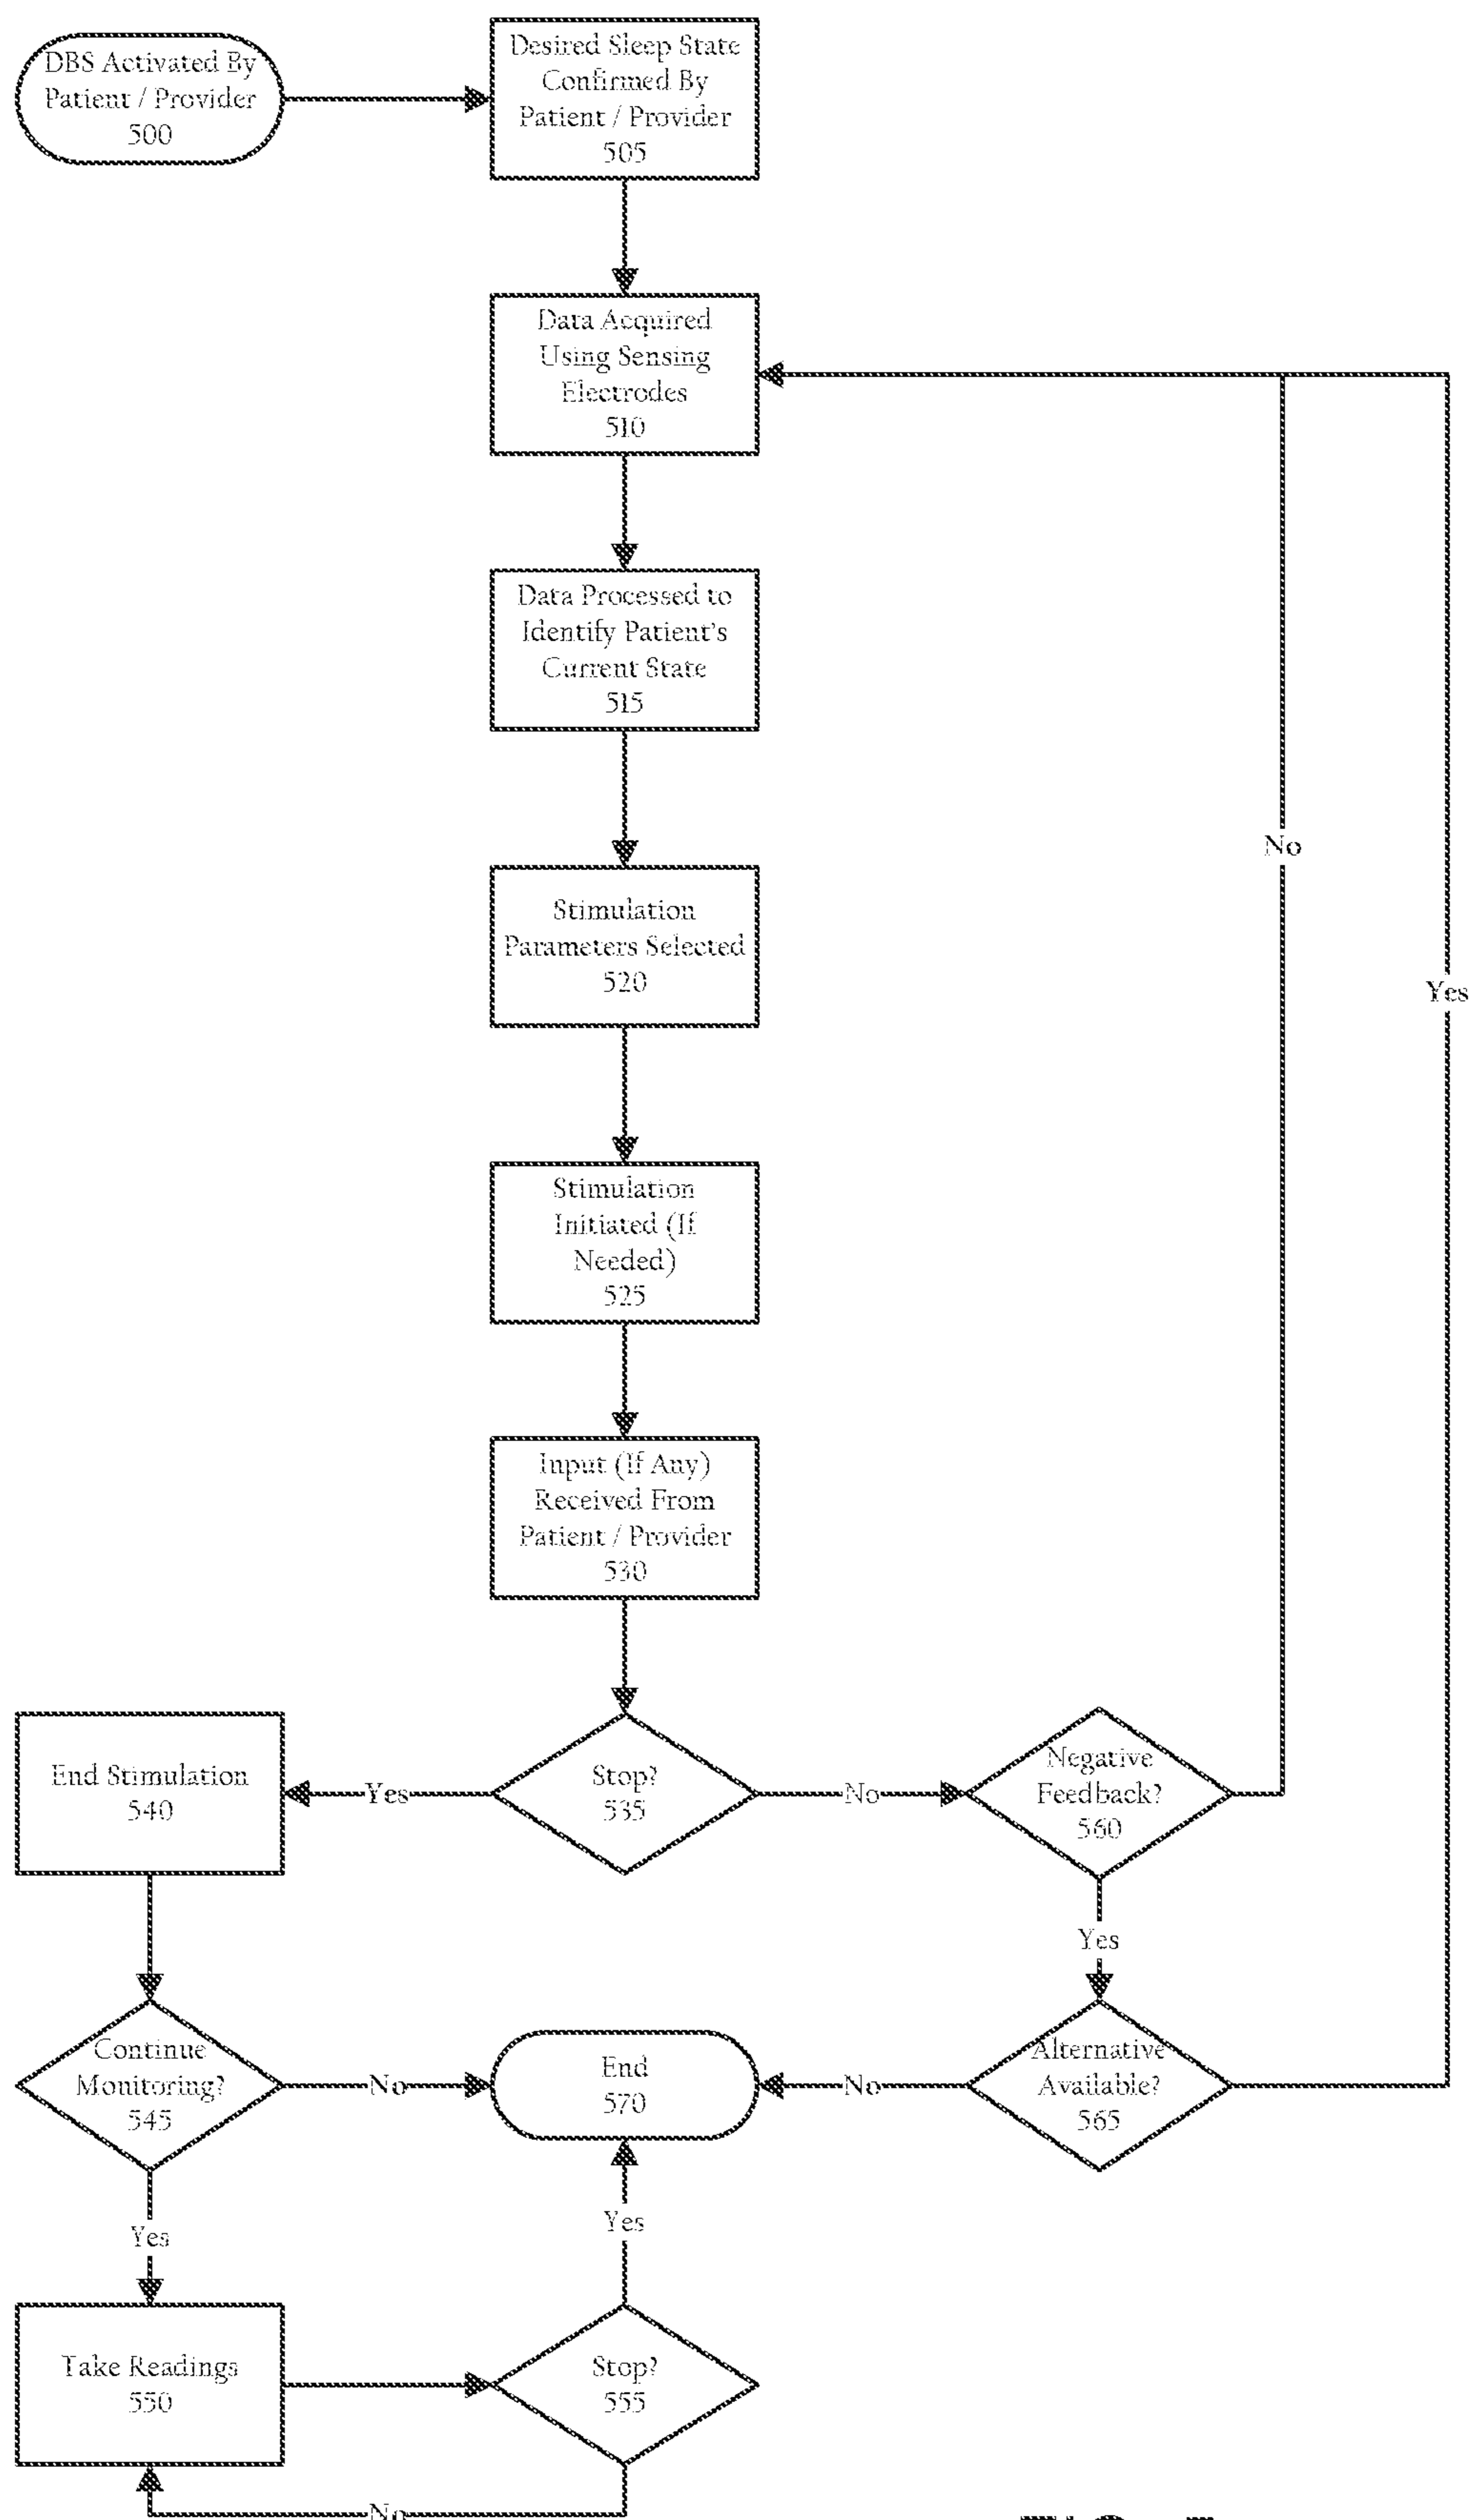 DBS Activated By
Patient / Provider
500
Desired Sleep State
Confirmed By
Patient / Provider
505
Data Acquired
Using Sensing
Electrodes
510
Data Processed to
Identify Patient's
Current State
515
Stimulation
Parameters Selected
520
Stimulation
Initiated (If
Needed)
525
Input (If Any)
Received From
Patient / Provider
530
No
Yes
End Stimulation
540
Yes
Stop?
535
No
Negative
Feedback?
560
Yes
Continue
Monitoring?
545
No
End
570
No
Alternative
Available?
565
Yes
Yes
Take Readings
550
Stop?
555
No